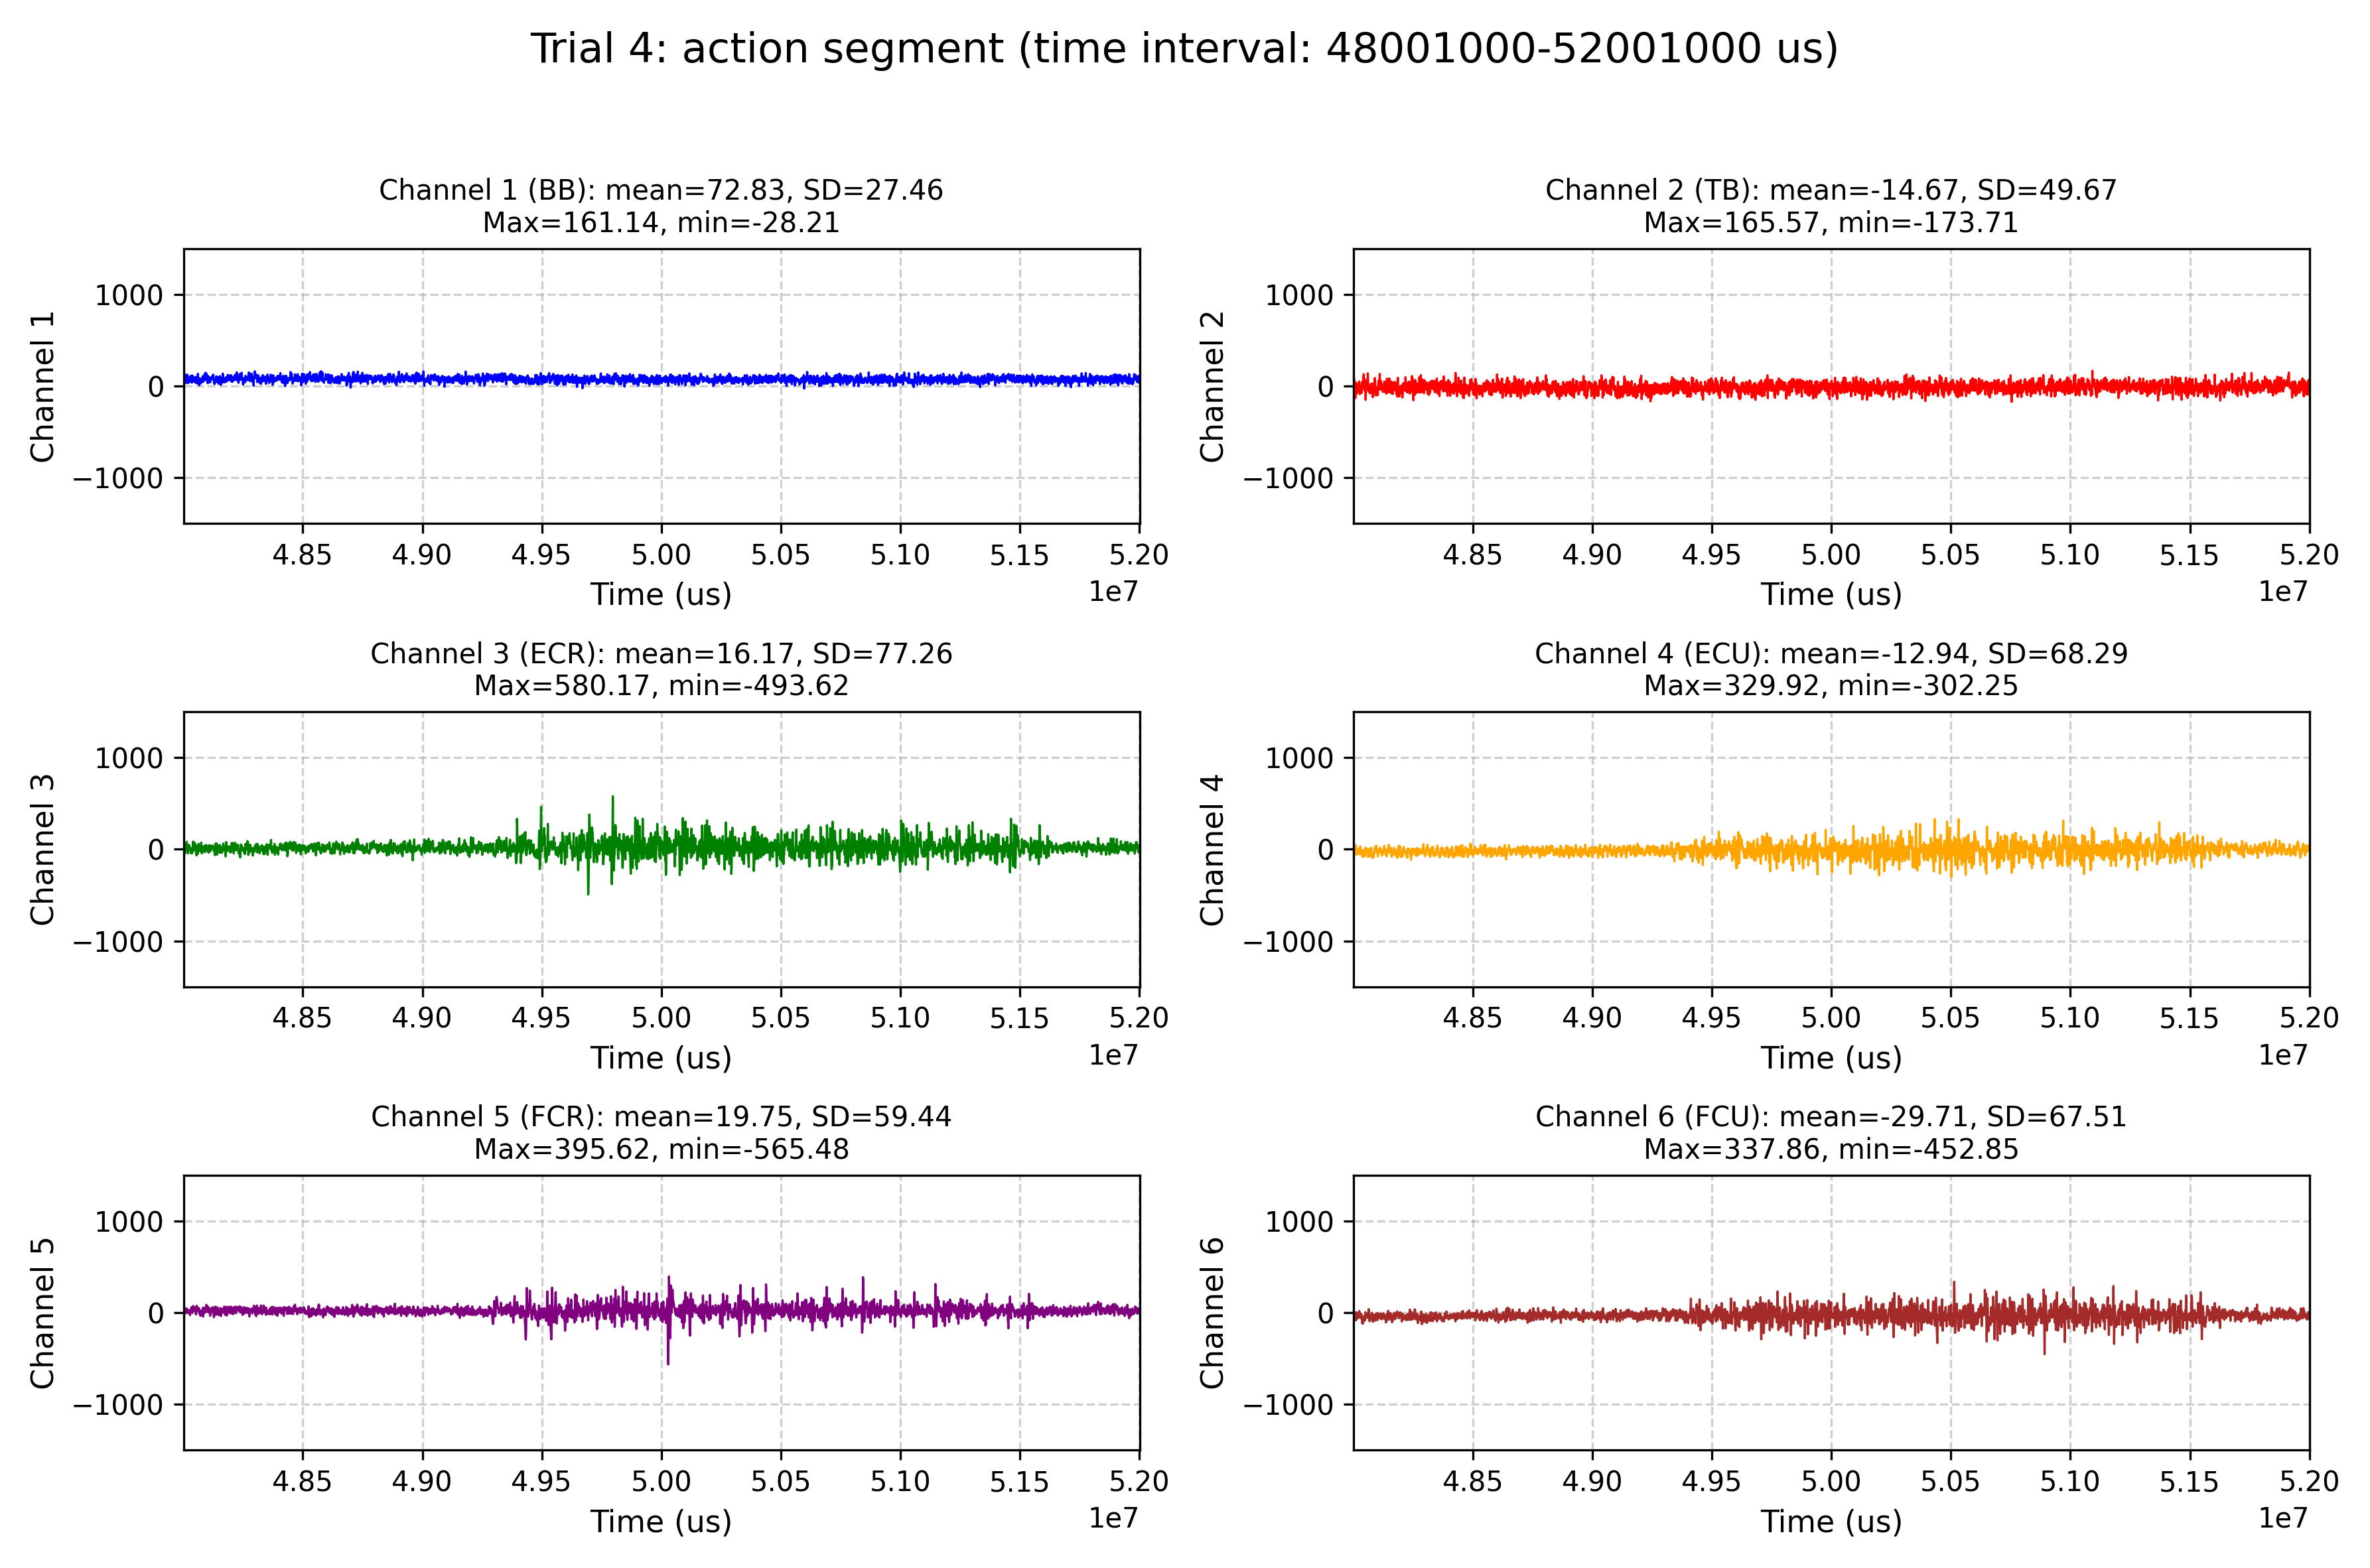 Trial 4: action segment (time interval: 48001000-52001000 us)
Channel 1 (BB): mean=72.83, SD=27.46
Max=161.14, min=-28.21
Channel 1
1000
0
−1000
4.85 4.90 4.95 5.00 5.05 5.10 5.15 5.20
Time (us)
1e7
Channel 2 (TB): mean=-14.67, SD=49.67
Max=165.57, min=-173.71
Channel 2
1000
0
−1000
4.85 4.90 4.95 5.00 5.05 5.10 5.15 5.20
Time (us)
1e7
Channel 3 (ECR): mean=16.17, SD=77.26
Max=580.17, min=-493.62
Channel 3
1000
0
−1000
4.85 4.90 4.95 5.00 5.05 5.10 5.15 5.20
Time (us)
1e7
Channel 4 (ECU): mean=-12.94, SD=68.29
Max=329.92, min=-302.25
Channel 4
1000
0
−1000
4.85 4.90 4.95 5.00 5.05 5.10 5.15 5.20
Time (us)
1e7
Channel 5 (FCR): mean=19.75, SD=59.44
Max=395.62, min=-565.48
Channel 5
1000
0
−1000
4.85 4.90 4.95 5.00 5.05 5.10 5.15 5.20
Time (us)
1e7
Channel 6 (FCU): mean=-29.71, SD=67.51
Max=337.86, min=-452.85
Channel 6
1000
0
−1000
4.85 4.90 4.95 5.00 5.05 5.10 5.15 5.20
Time (us)
1e7